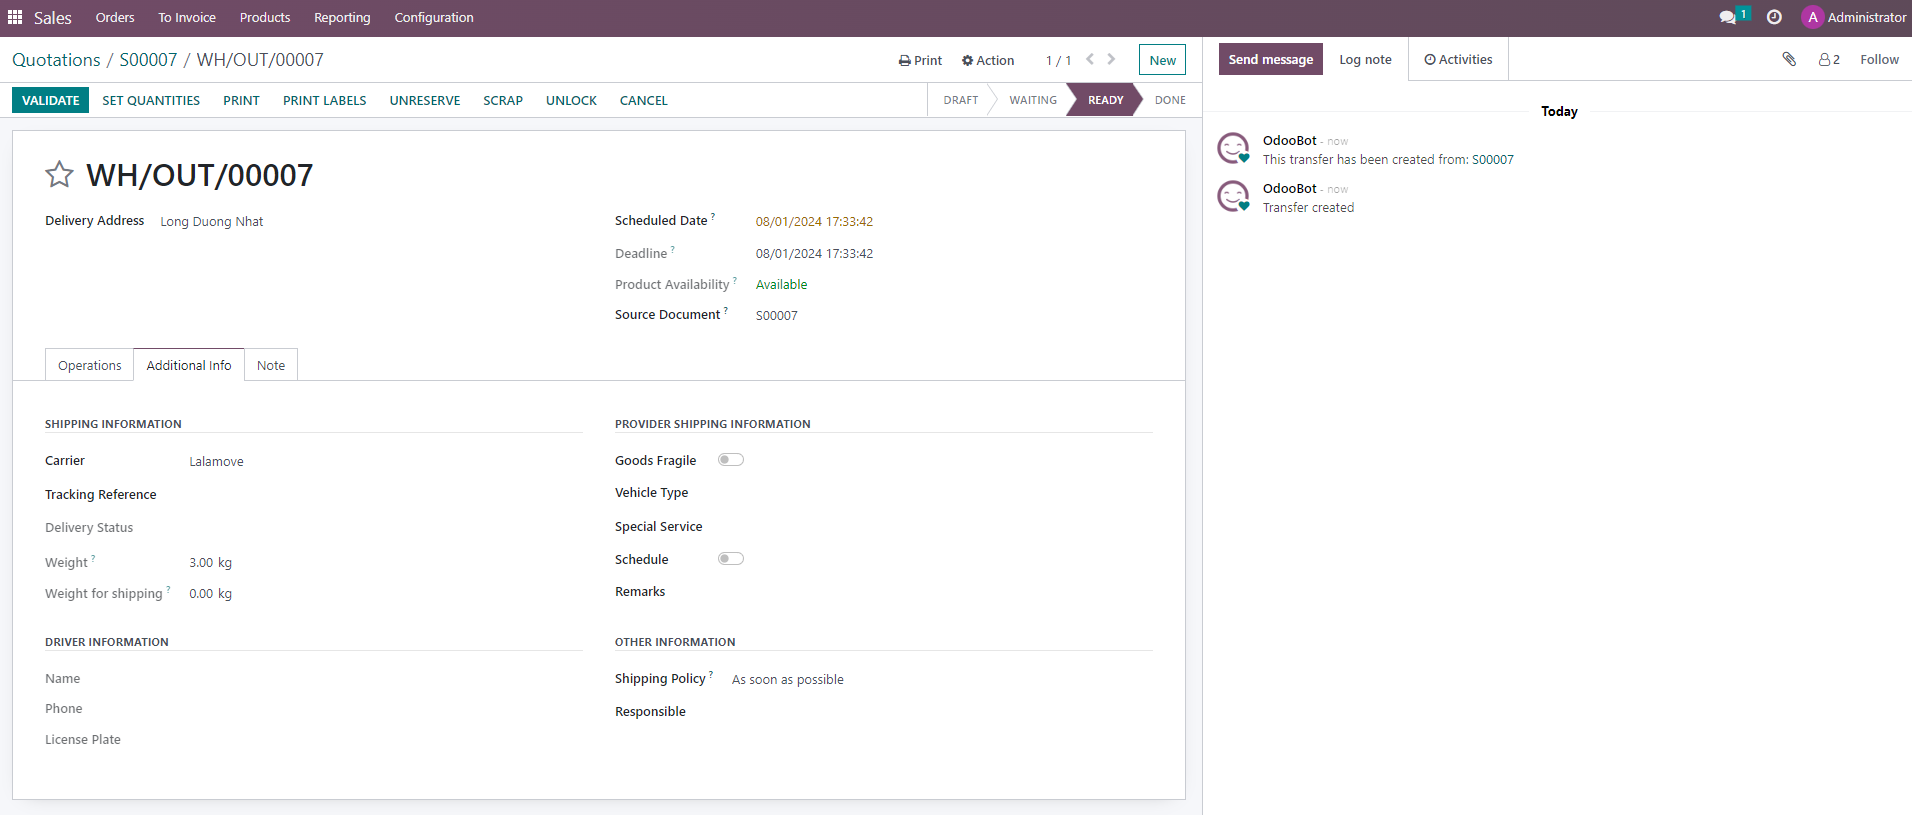 Sales Orders To Invoice Products Reporting Configuration 1 A Administrator
Quotations / S00007 / WH/OUT/00007 Print Action 1 / 1 New
Send message Log note Activities 2 Follow
VALIDATE SET QUANTITIES PRINT PRINT LABELS UNRESERVE SCRAP UNLOCK CANCEL DRAFT WAITING READY DONE
WH/OUT/00007
Delivery Address Long Duong Nhat
Scheduled Date ? 08/01/2024 17:33:42
Deadline ? 08/01/2024 17:33:42
Product Availability ? Available
Source Document ? S00007
Operations Additional Info Note
SHIPPING INFORMATION
Carrier Lalamove
Tracking Reference
Delivery Status
Weight ? 3.00 kg
Weight for shipping ? 0.00 kg
PROVIDER SHIPPING INFORMATION
Goods Fragile
Vehicle Type
Special Service
Schedule
Remarks
DRIVER INFORMATION
Name
Phone
License Plate
OTHER INFORMATION
Shipping Policy ? As soon as possible
Responsible
Today
OdooBot - now
This transfer has been created from: S00007
OdooBot - now
Transfer created